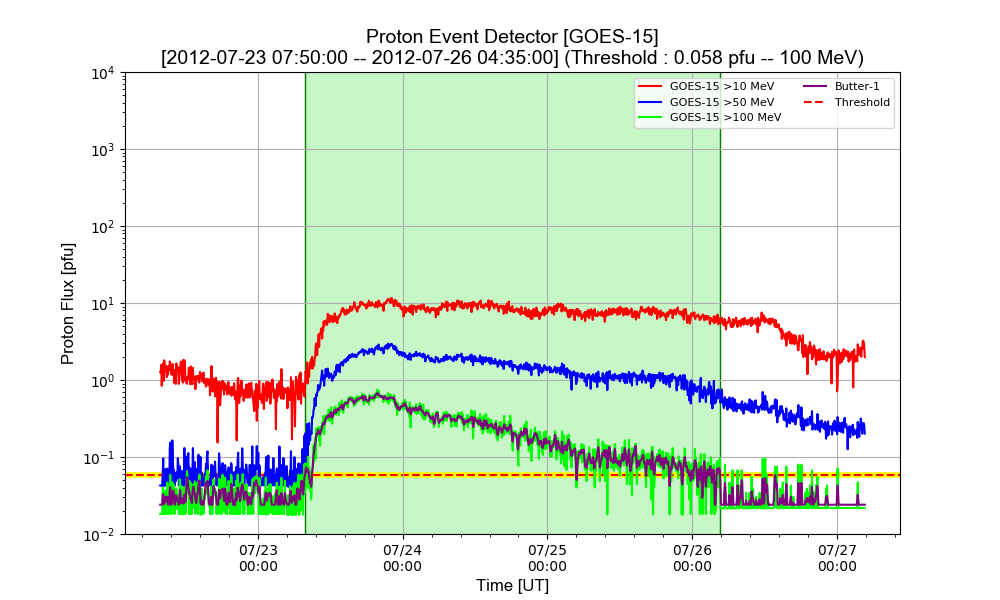 Proton Event Detector [GOES-15]
[2012-07-23 07:50:00 -- 2012-07-26 04:35:00] (Threshold : 0.058 pfu -- 100 MeV)
GOES-15 >10 MeV
GOES-15 >50 MeV
GOES-15 >100 MeV
Butter-1
Threshold
Proton Flux [pfu]
10^4
10^3
10^2
10^1
10^0
10^−1
10^−2
07/23
00:00
07/24
00:00
07/25
00:00
07/26
00:00
07/27
00:00
Time [UT]